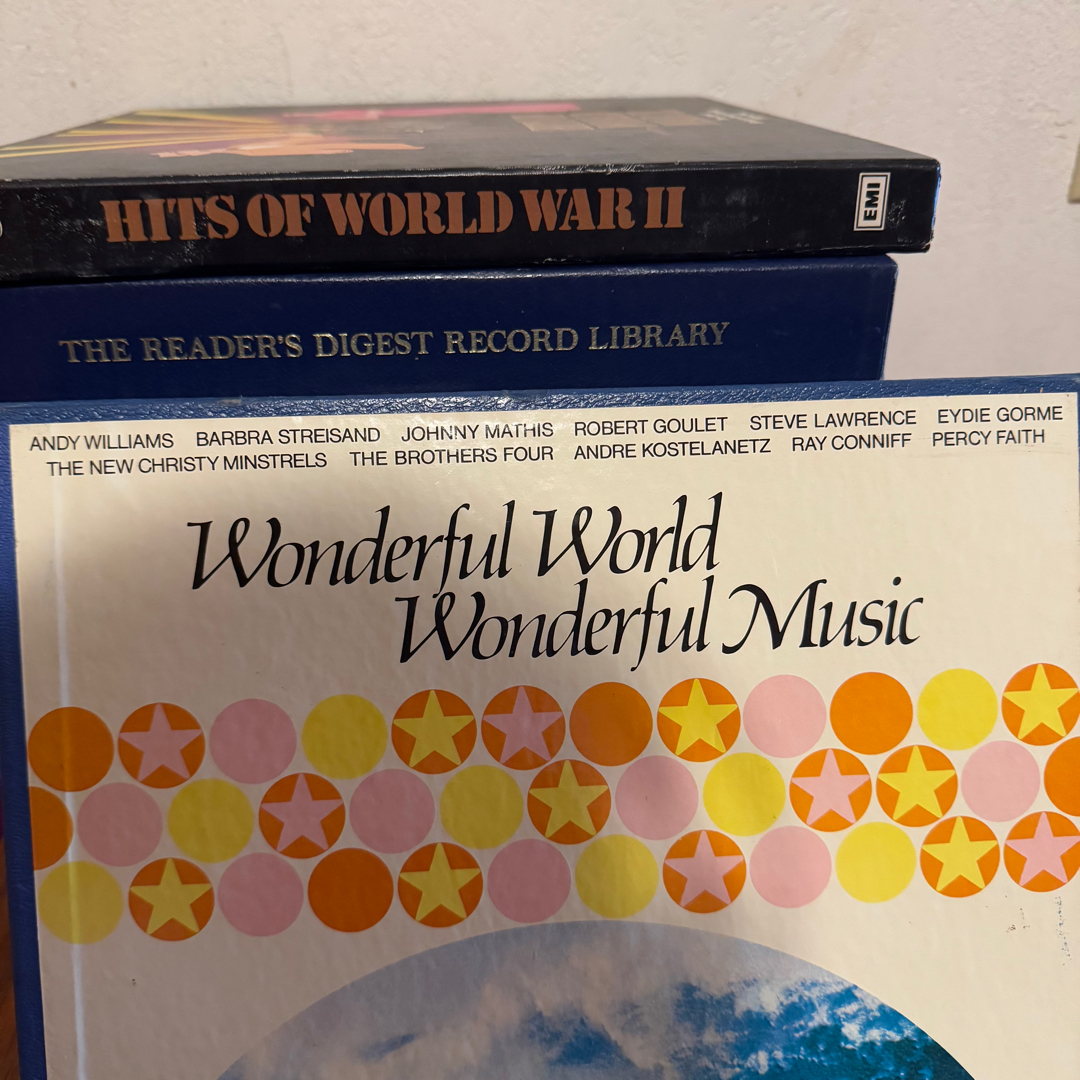 HITS OF WORLD WAR II
EMI
THE READER'S DIGEST RECORD LIBRARY
ANDY WILLIAMS BARBRA STREISAND JOHNNY MATHIS ROBERT GOULET STEVE LAWRENCE EYDIE GORME
THE NEW CHRISTY MINSTRELS THE BROTHERS FOUR ANDRE KOSTELANETZ RAY CONNIFF PERCY FAITH
Wonderful World
Wonderful Music